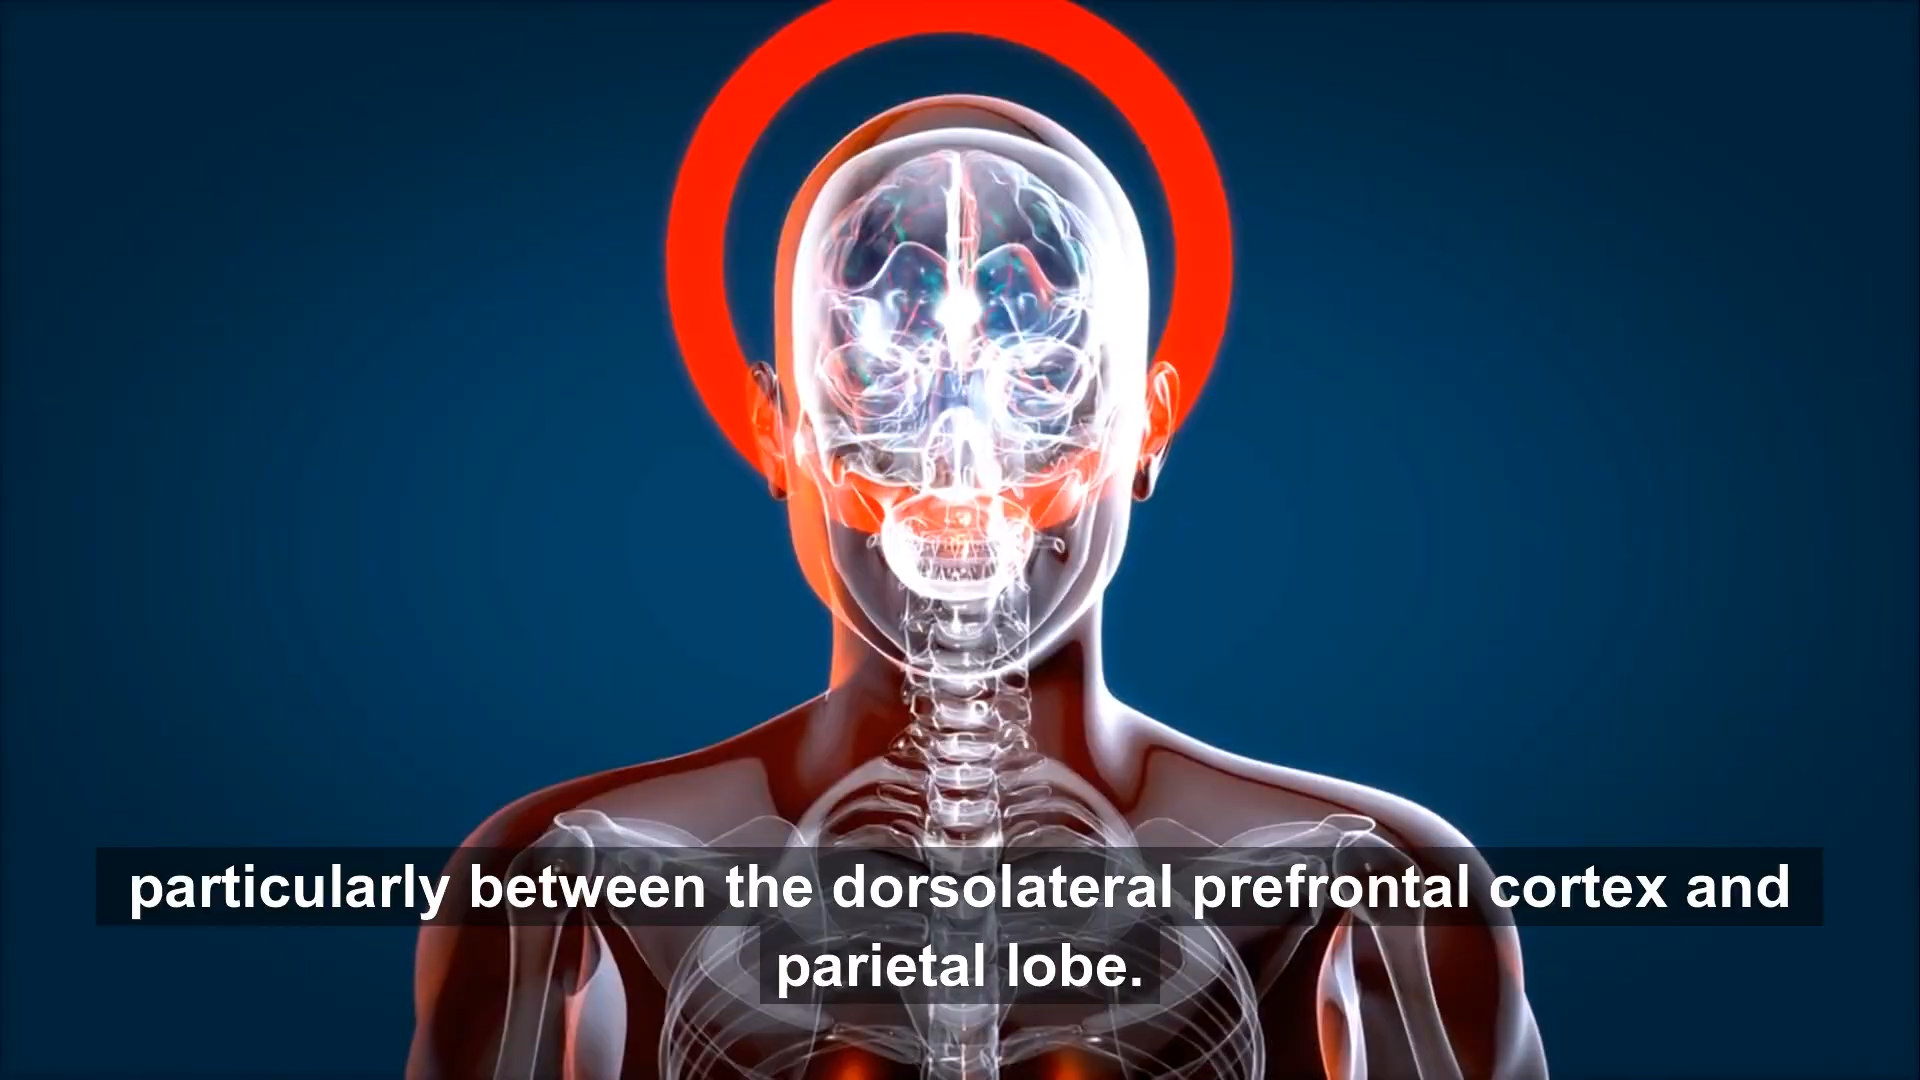 particularly between the dorsolateral prefrontal cortex and
parietal lobe.